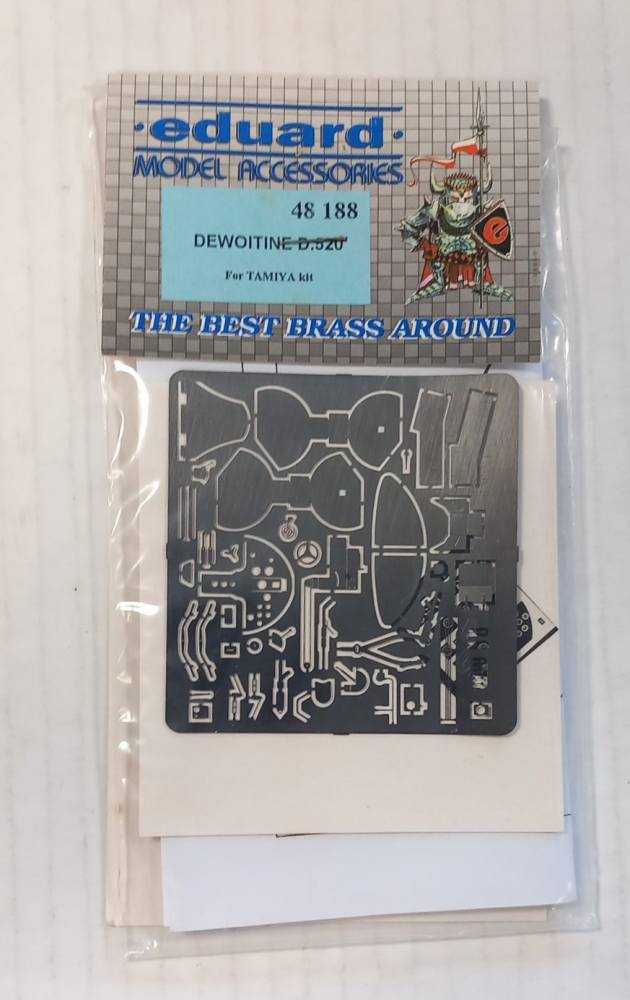 ·eduard·
MODEL ACCESSORIES
48 188
DEWOITINE D.520
For TAMIYA kit
e
THE BEST BRASS AROUND